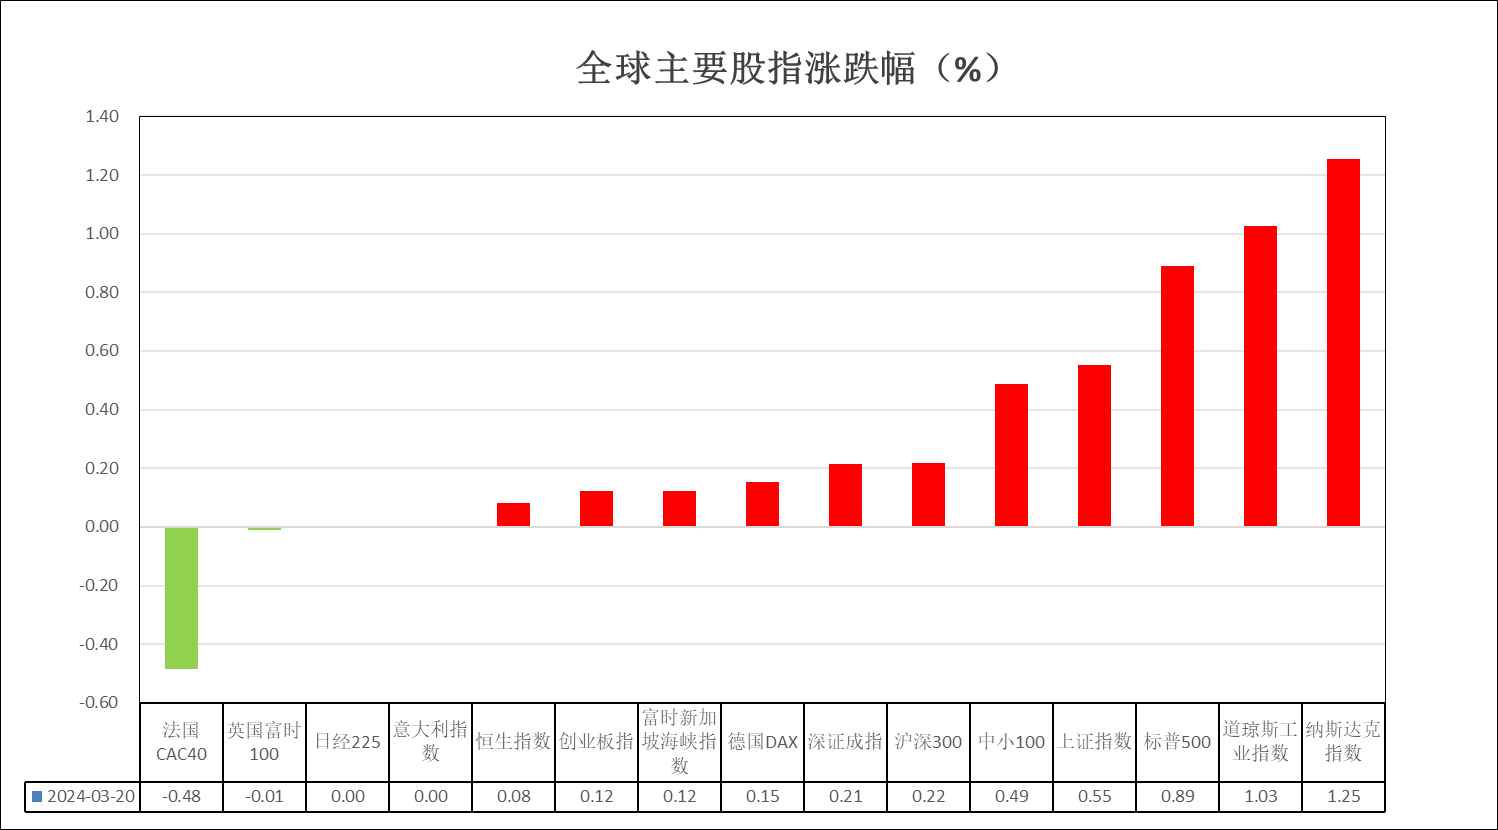 全球主要股指涨跌幅（%）
1.40
1.20
1.00
0.80
0.60
0.40
0.20
0.00
-0.20
-0.40
-0.60
法国
CAC40
英国富时
100
日经225
意大利指
数
恒生指数
创业板指
富时新加
坡海峡指
数
德国DAX
深证成指
沪深300
中小100
上证指数
标普500
道琼斯工
业指数
纳斯达克
指数
2024-03-20 -0.48 -0.01 0.00 0.00 0.08 0.12 0.12 0.15 0.21 0.22 0.49 0.55 0.89 1.03 1.25